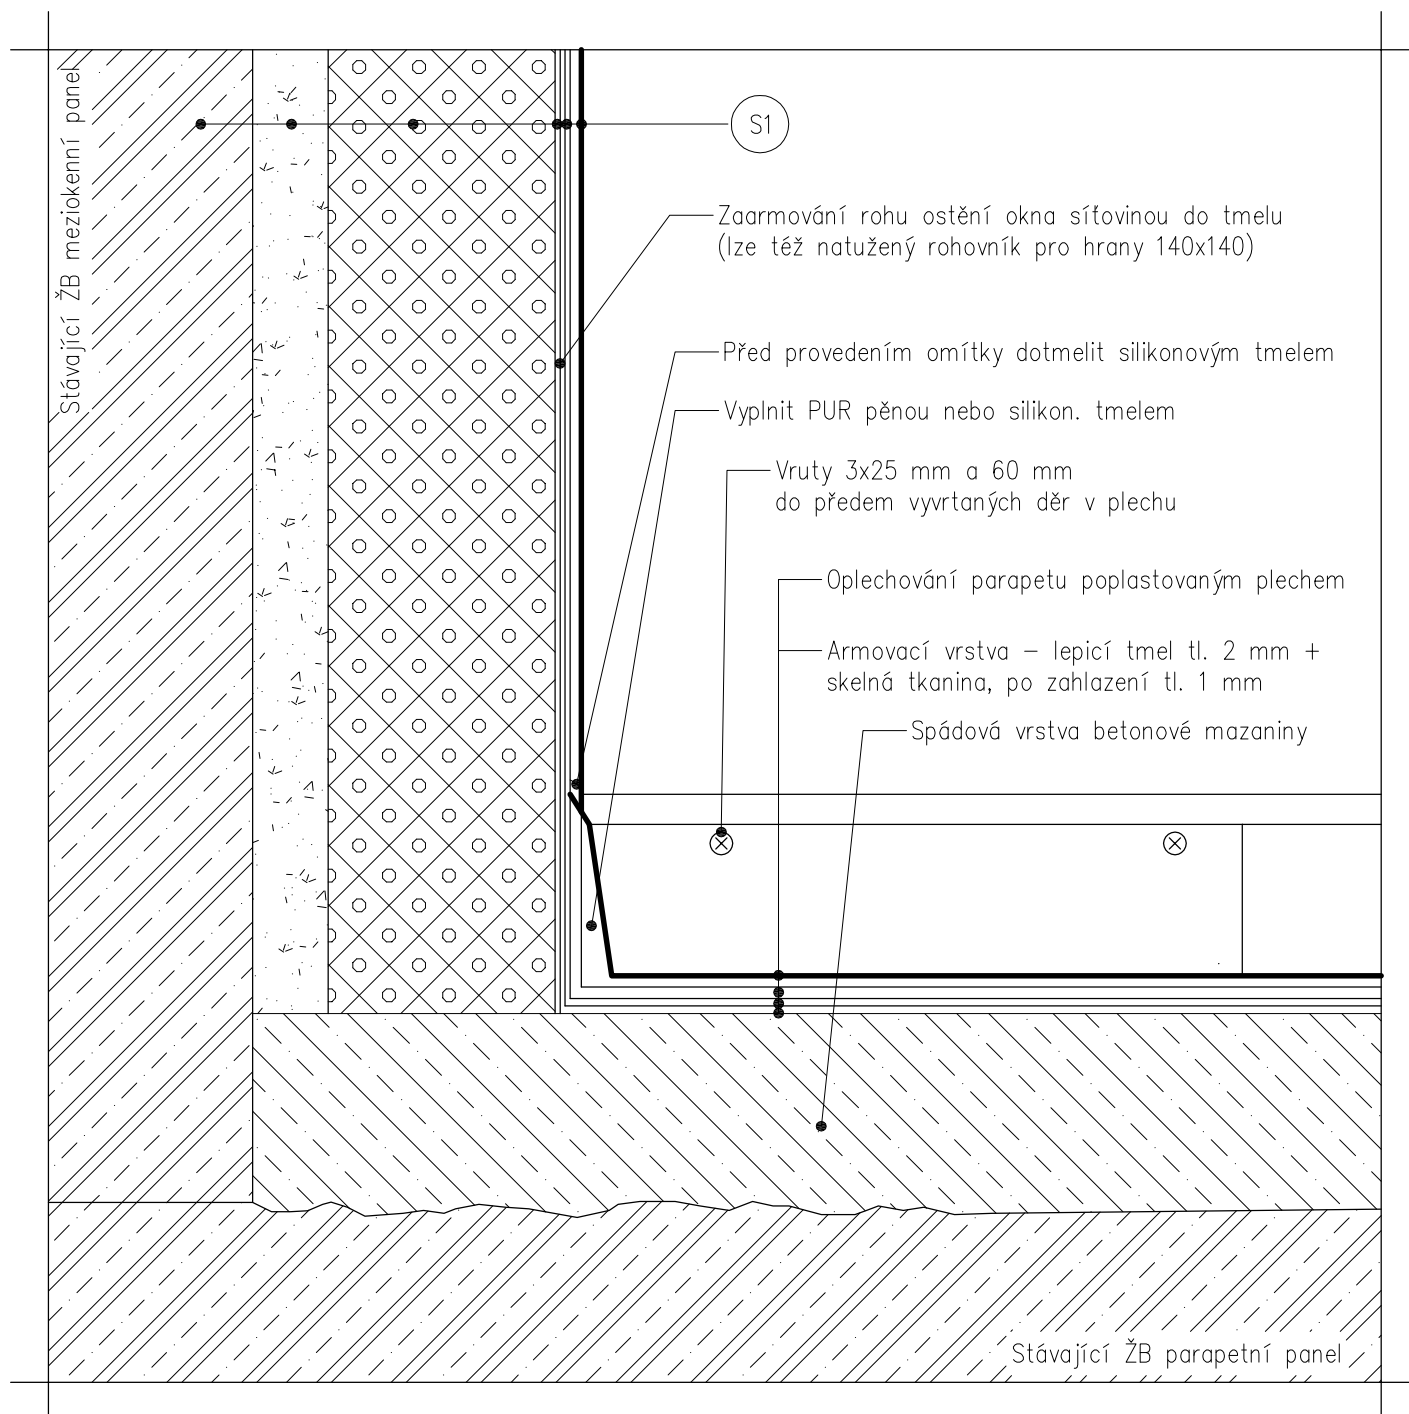 Stávající ŽB meziokenní panel
S1
Zaarmování rohu ostění okna síťovinou do tmelu
(lze též natužený rohovník pro hrany 140x140)
Před provedením omítky dotmelit silikonovým tmelem
Vyplnit PUR pěnou nebo silikon. tmelem
Vruty 3x25 mm a 60 mm
do předem vyvrtaných děr v plechu
Oplechování parapetu poplastovaným plechem
Armovací vrstva – lepicí tmel tl. 2 mm +
skelná tkanina, po zahlazení tl. 1 mm
Spádová vrstva betonové mazaniny
Stávající ŽB parapetní panel